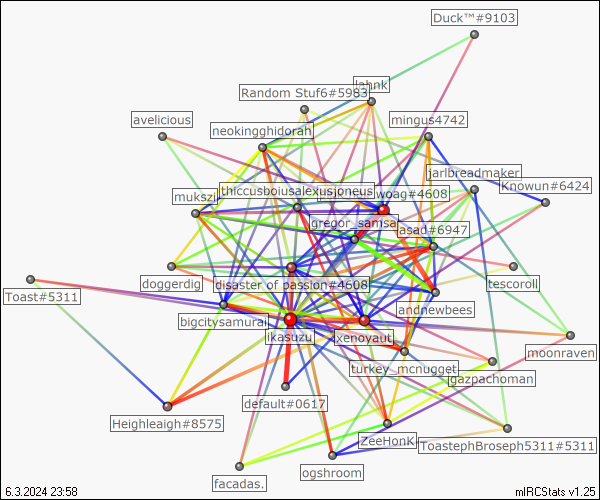 Duck™#9103
Random Stuf6#5983
avelicious
neokingghidorah
mingus4742
jarlbreadmaker
thiccusboiusalexusjoneus
woag#4608
Knowun#6424
mukszi
gregor_samsa
asad#6947
doggerdig
disaster of passion#4608
tescoroll
Toast#5311
bigcitysamurai
andnewbees
ikasuzu
xenoyaut
moonraven
turkey_mcnugget
gazpachoman
default#0617
Heighleaigh#8575
ZeeHonk
ToastephBroseph5311#5311
ogshroom
facadas.
6.3.2024 23:58
mIRCStats v1.25